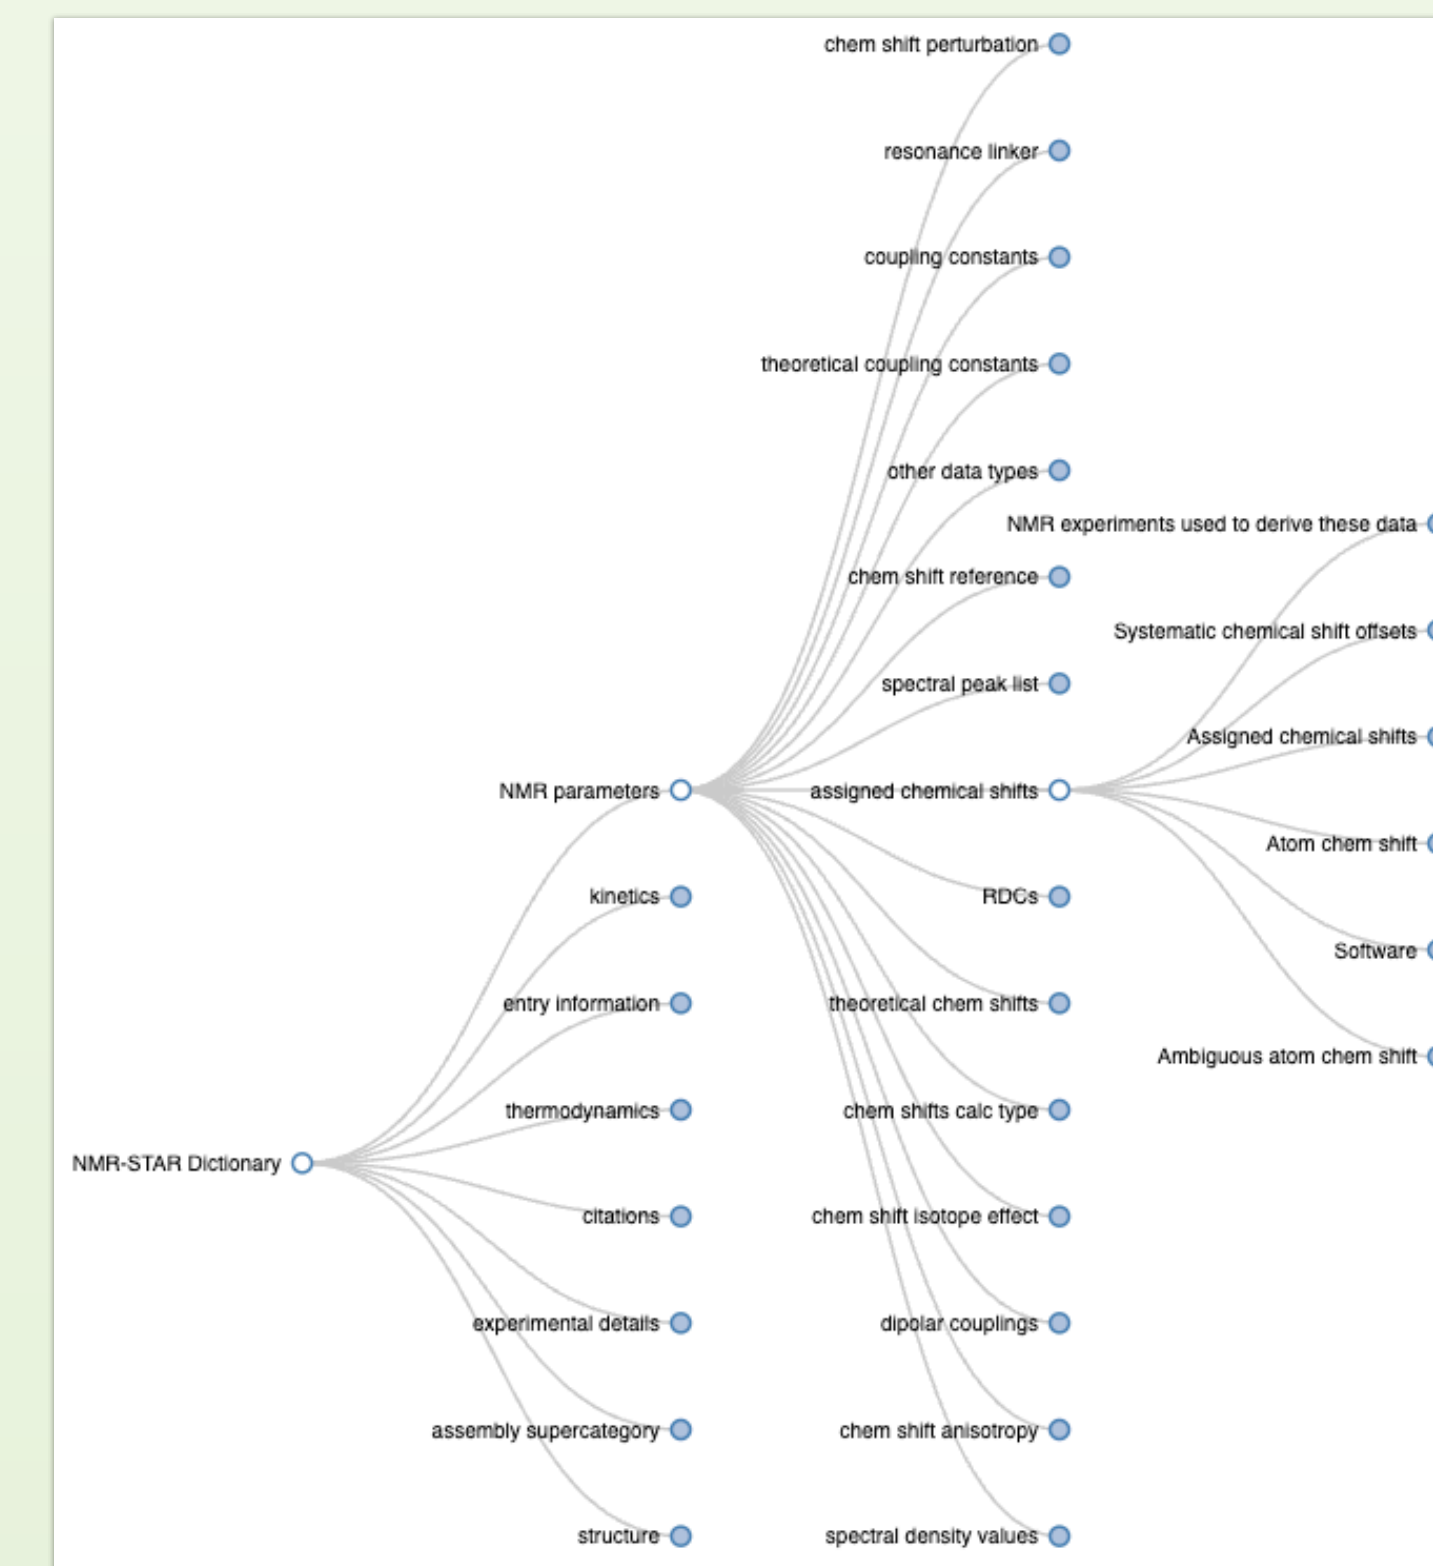 chem shift perturbation
resonance linker
coupling constants
theoretical coupling constants
other data types
NMR experiments used to derive these data
chem shift reference
Systematic chemical shift offsets
spectral peak list
Assigned chemical shifts
NMR parameters
assigned chemical shifts
Atom chem shift
kinetics
RDCs
Software
entry information
theoretical chem shifts
Ambiguous atom chem shift
thermodynamics
chem shifts calc type
NMR-STAR Dictionary
citations
chem shift isotope effect
experimental details
dipolar couplings
assembly supercategory
chem shift anisotropy
structure
spectral density values